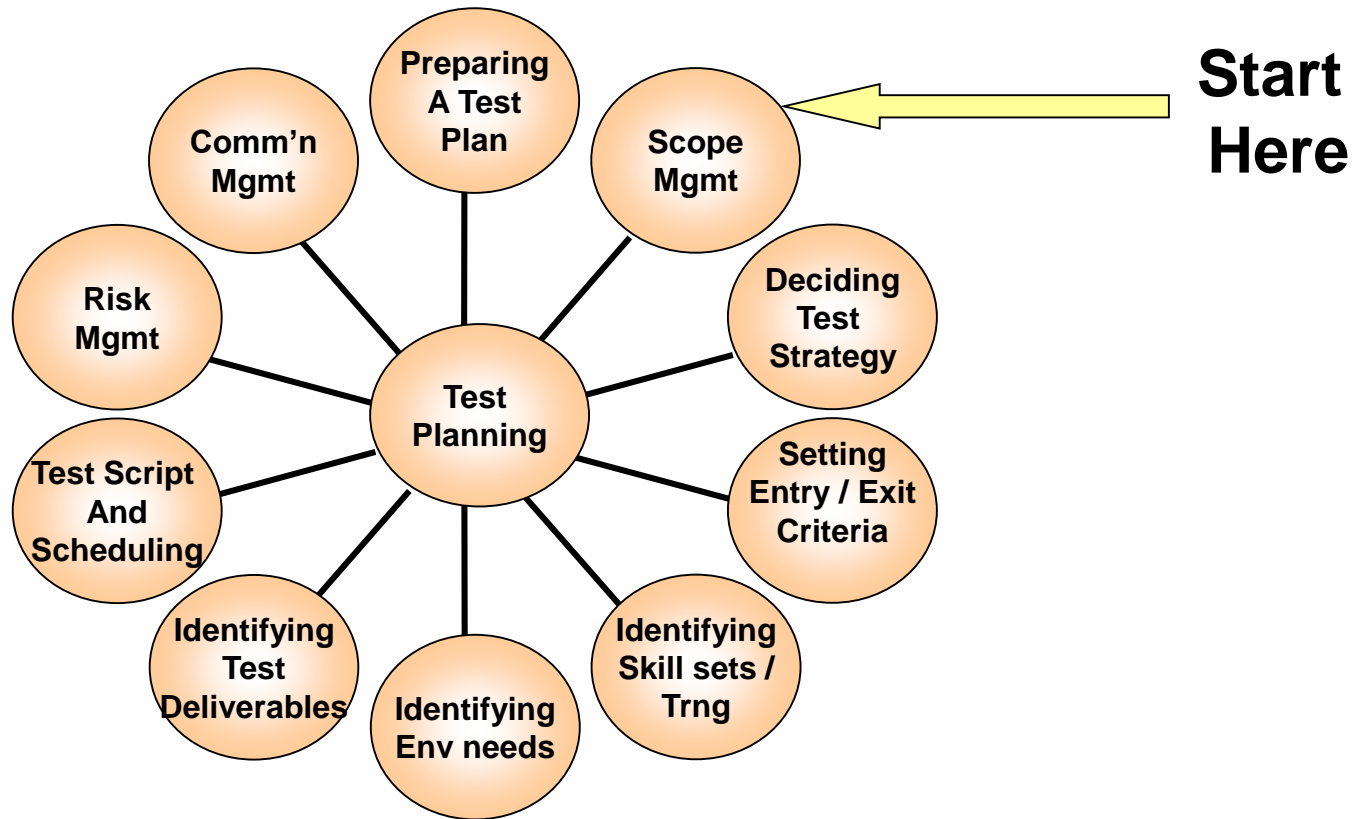 Start
Here
Preparing
A Test
Plan
Scope
Mgmt
Deciding
Test
Strategy
Setting
Entry / Exit
Criteria
Identifying
Skill sets /
Trng
Identifying
Env needs
Identifying
Test
Deliverables
Test Script
And
Scheduling
Risk
Mgmt
Comm’n
Mgmt
Test
Planning